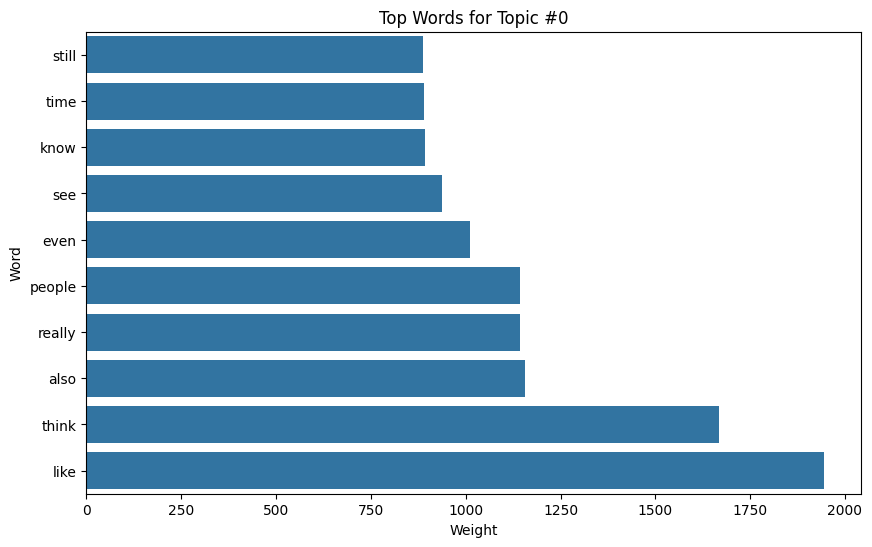 Top Words for Topic #0
still
time
know
see
even
people
really
also
think
like
Word
0 250 500 750 1000 1250 1500 1750 2000
Weight